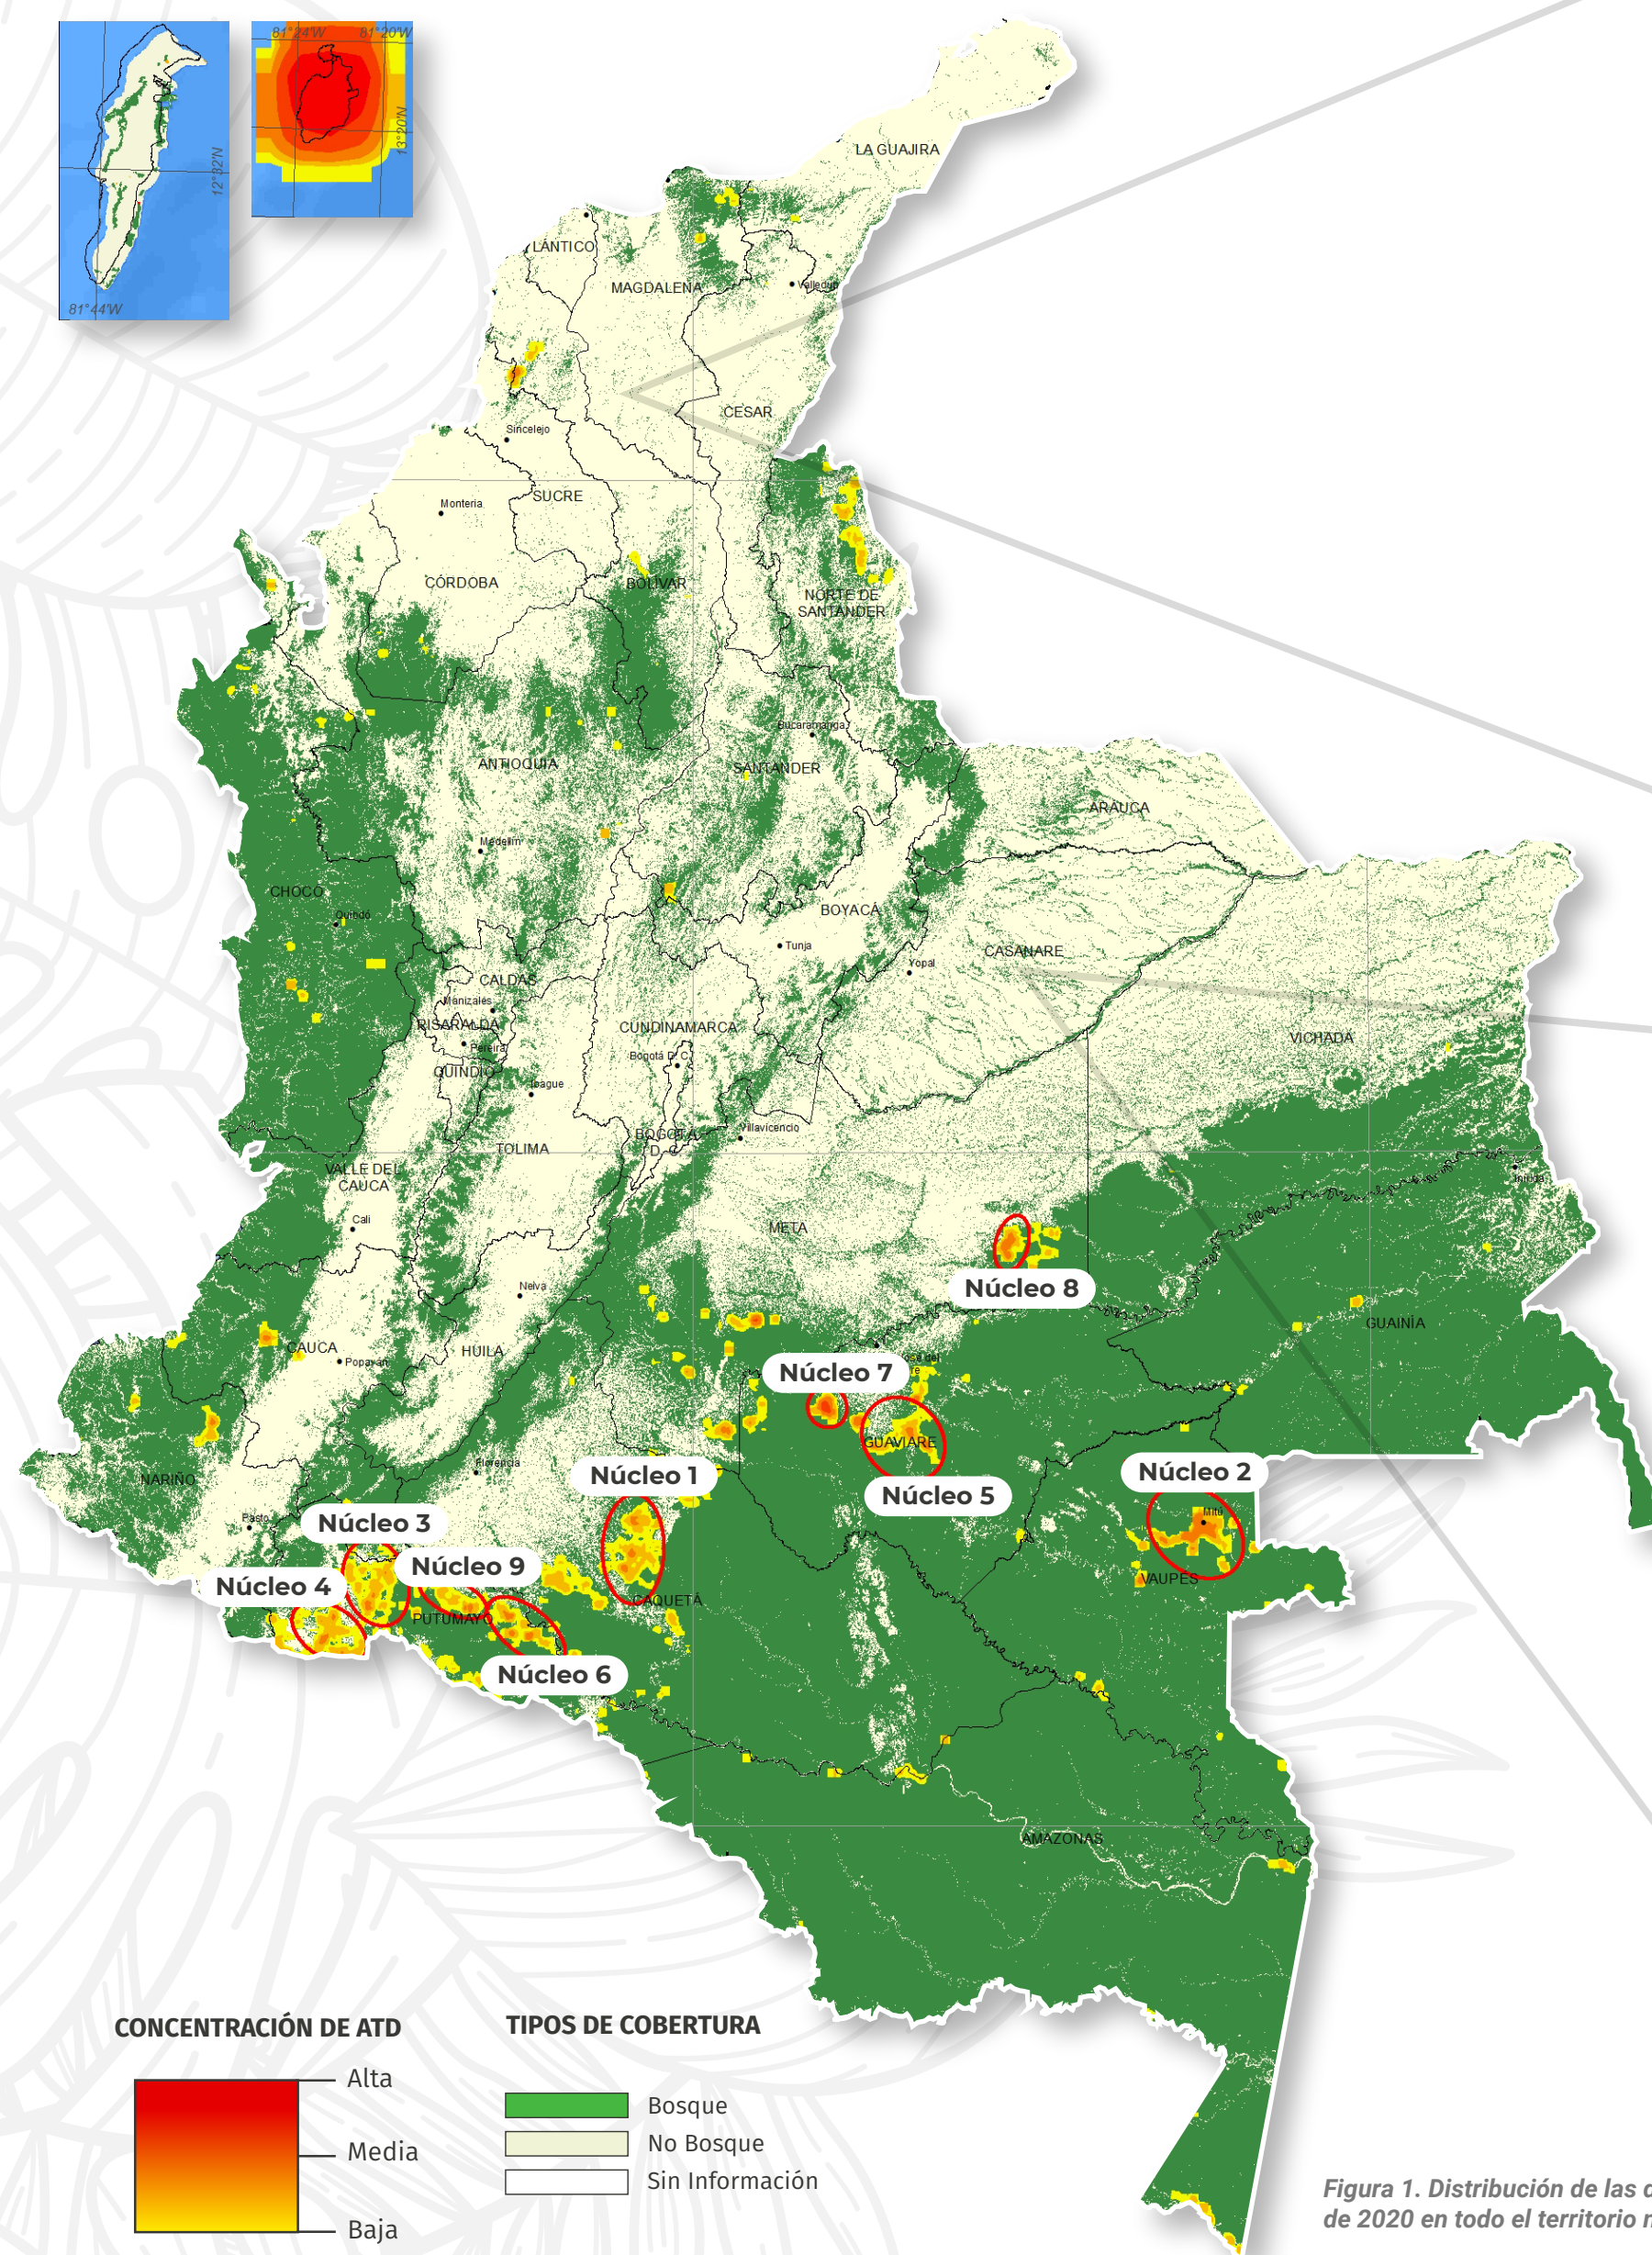 81°24'W 81°20'W
13°20'N
12°32'N
81°44'W
LA GUAJIRA
LÁNTICO
MAGDALENA
Valledupar
CESAR
Sincelejo
SUCRE
Monteria
CÓRDOBA
BOLÍVAR
NORTE DE
SANTANDER
Bucaramanga
ANTIOQUIA
SANTANDER
ARAUCA
Medellín
CHOCÓ
Quibdó
BOYACÁ
Tunja
CASANARE
Yopal
CALDAS
Manizales
RISARALDA
Pereira
CUNDINAMARCA
VICHADA
Bogotá D. C.
QUINDÍO
Ibague
Villavicencio
BOGOTÁ
D. C.
TOLIMA
VALLE DEL
CAUCA
Inírida
Cali
META
Núcleo 8
Neiva
GUAINÍA
CAUCA
HUILA
Popayán
Núcleo 7
GUAVIARE
Florencia
Núcleo 1
Núcleo 2
NARIÑO
Núcleo 5
Mitú
Pasto
Núcleo 3
Núcleo 9
VAUPÉS
Núcleo 4
CAQUETÁ
PUTUMAYO
Núcleo 6
AMAZONAS
CONCENTRACIÓN DE ATD
Alta
Media
Baja
TIPOS DE COBERTURA
Bosque
No Bosque
Sin Información
Figura 1. Distribución de las
de 2020 en todo el territorio